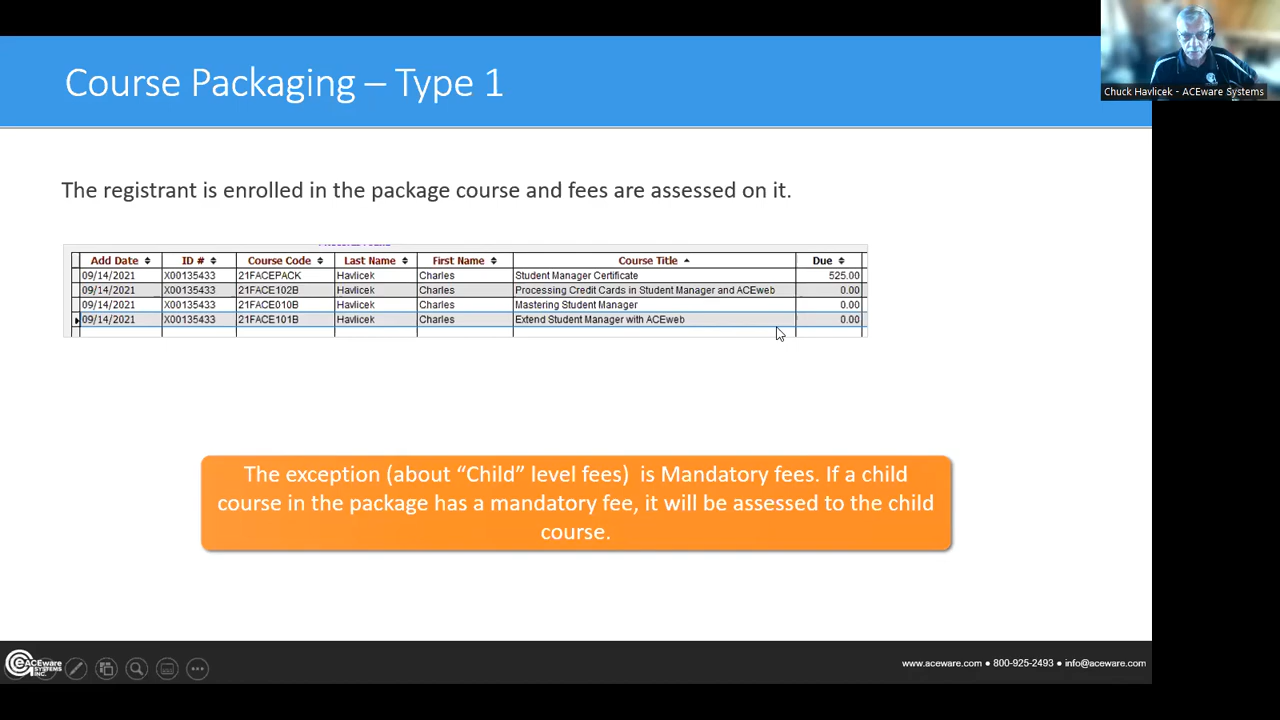 Course Packaging – Type 1
Chuck Havlicek - ACEware Systems
The registrant is enrolled in the package course and fees are assessed on it.
Add Date ID # Course Code Last Name First Name Course Title Due
09/14/2021 X00135433 21FACEPACK Havlicek Charles Student Manager Certificate 525.00
09/14/2021 X00135433 21FACE102B Havlicek Charles Processing Credit Cards in Student Manager and ACEweb 0.00
09/14/2021 X00135433 21FACE010B Havlicek Charles Mastering Student Manager 0.00
09/14/2021 X00135433 21FACE101B Havlicek Charles Extend Student Manager with ACEweb 0.00
The exception (about “Child” level fees) is Mandatory fees. If a child
course in the package has a mandatory fee, it will be assessed to the child
course.
ACEware
SYSTEMS
INC.
www.aceware.com ● 800-925-2493 ● info@aceware.com